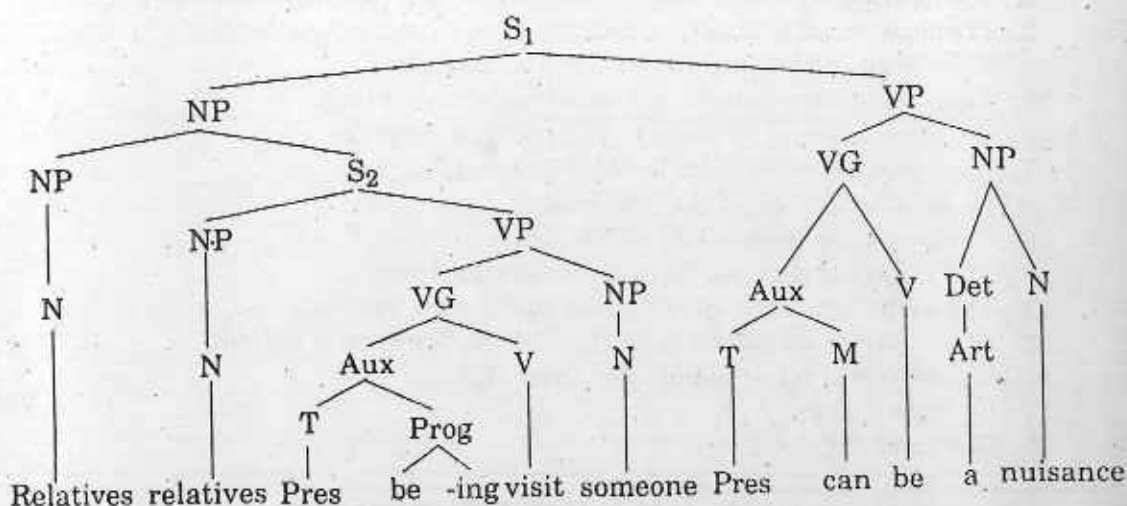 S₁
NP VP
NP S₂ VG NP
NP VP
N VG NP Aux V Det N
N Aux V N T M Art
T Prog
Relatives relatives Pres be -ing visit someone Pres can be a nuisance